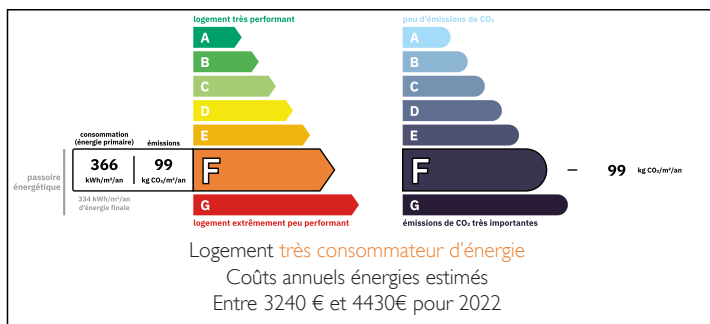 logement très performant
A
B
C
D
E
F
G
logement extrêmement peu performant
consommation
(énergie primaire)
émissions
366
kWh/m²/an
99
kg CO₂/m²/an
passoire
énergétique
334 kWh/m²/an
d'énergie finale
peu d'émissions de CO₂
A
B
C
D
E
F
G
émissions de CO₂ très importantes
99 kg CO₂/m²/an
Logement très consommateur d'énergie
Coûts annuels énergies estimés
Entre 3240 € et 4430€ pour 2022